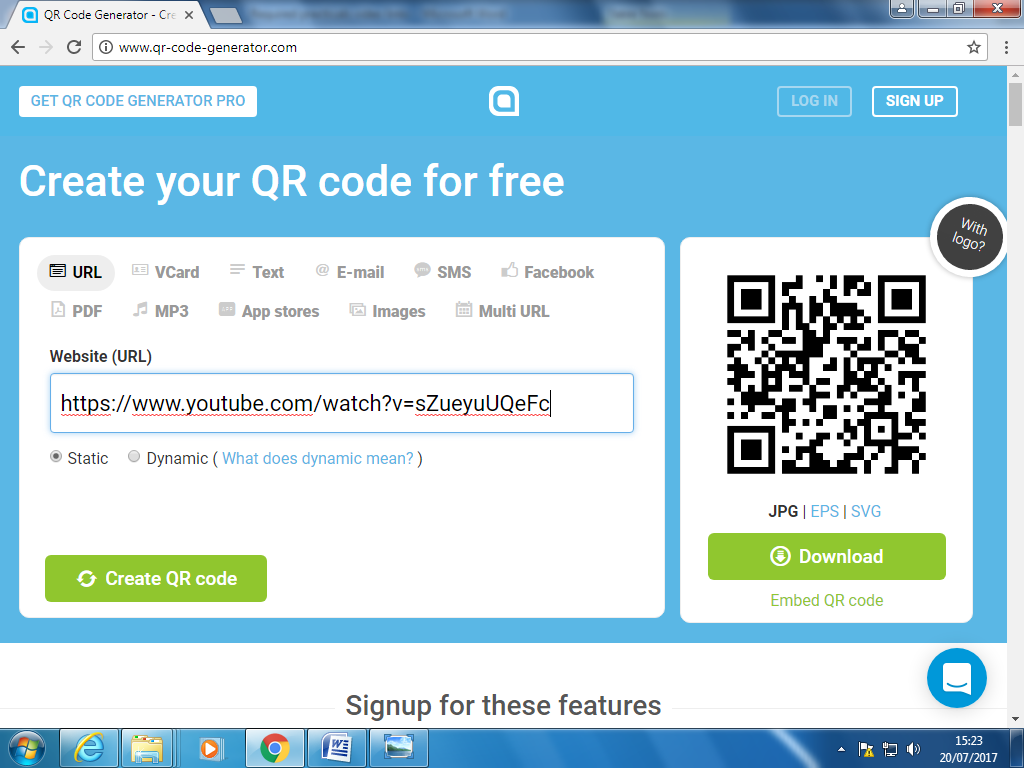 QR Code Generator - Cre
www.qr-code-generator.com
GET QR CODE GENERATOR PRO
LOG IN
SIGN UP
Create your QR code for free
With
logo?
URL
VCard
Text
E-mail
SMS
Facebook
PDF
MP3
App stores
Images
Multi URL
Website (URL)
https://www.youtube.com/watch?v=sZueyuUQeFc
Static
Dynamic ( What does dynamic mean? )
Create QR code
JPG | EPS | SVG
Download
Embed QR code
Signup for these features
15:23
20/07/2017